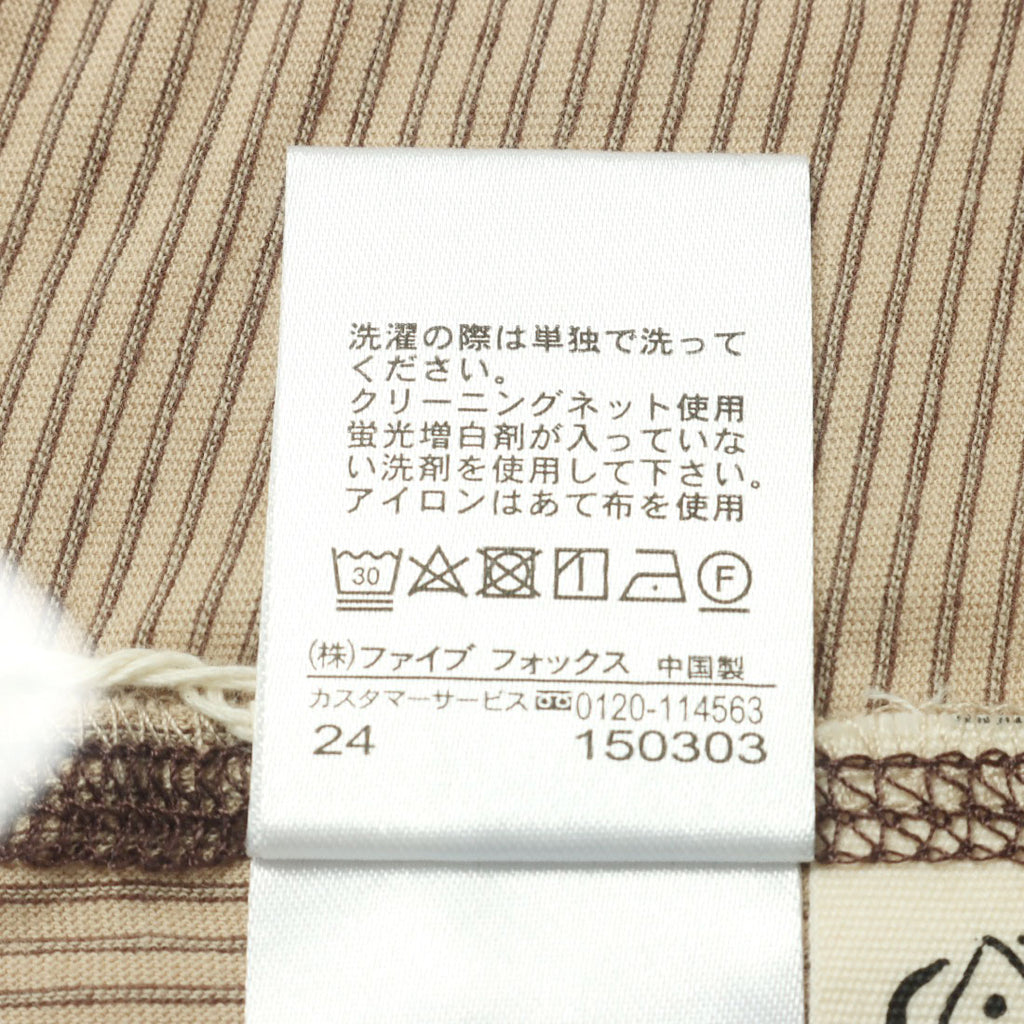 洗濯の際は単独で洗って
ください。
クリーニングネット使用
蛍光増白剤が入っていな
い洗剤を使用して下さい。
アイロンはあて布を使用
30 F
(株)ファイブ フォックス 中国製
カスタマーサービス 0120-114563
24 150303